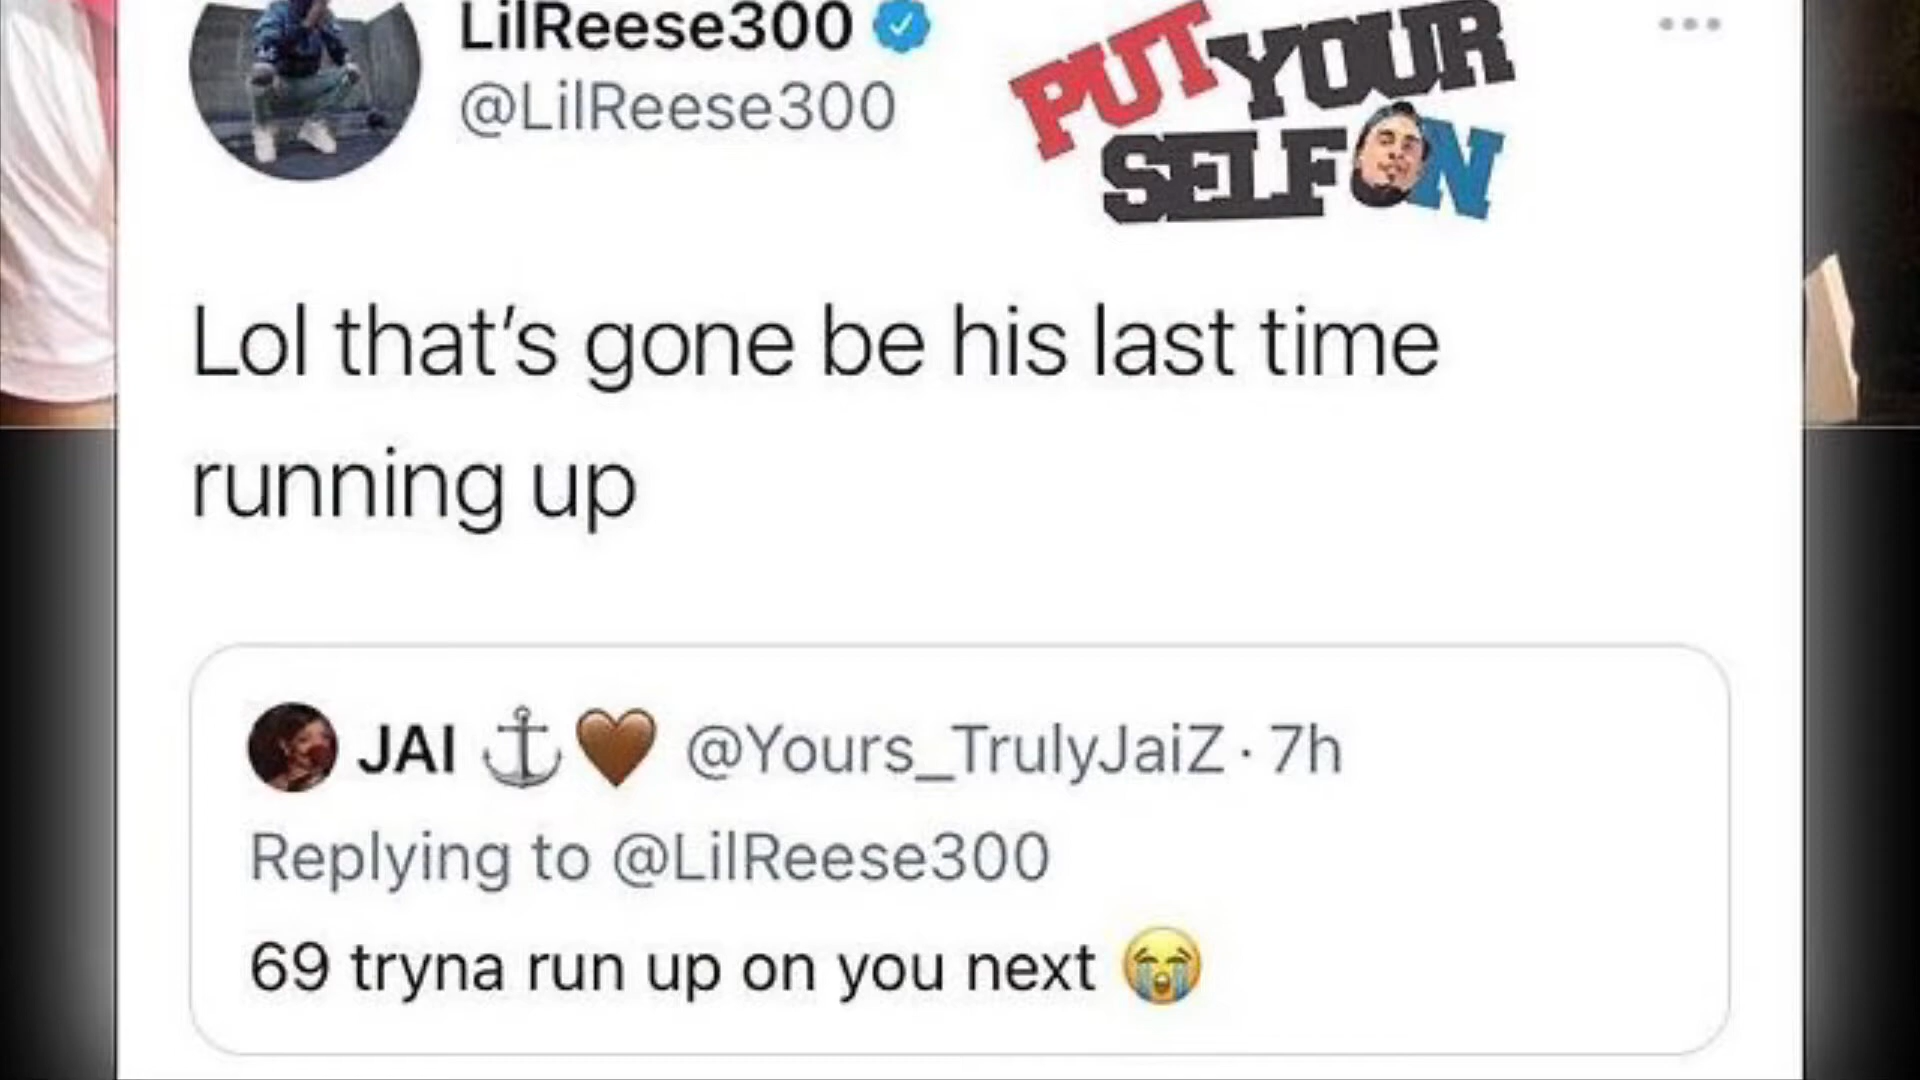 LilReese300
@LilReese300
PUT YOUR
SELF ON
Lol that's gone be his last time
running up
JAI ⚓🤎 @Yours_TrulyJaiZ · 7h
Replying to @LilReese300
69 tryna run up on you next 😭